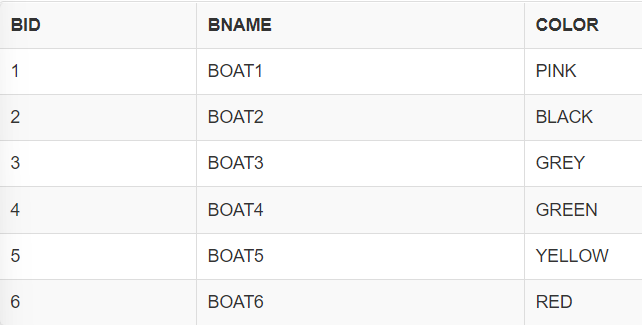 BID BNAME COLOR
1 BOAT1 PINK
2 BOAT2 BLACK
3 BOAT3 GREY
4 BOAT4 GREEN
5 BOAT5 YELLOW
6 BOAT6 RED